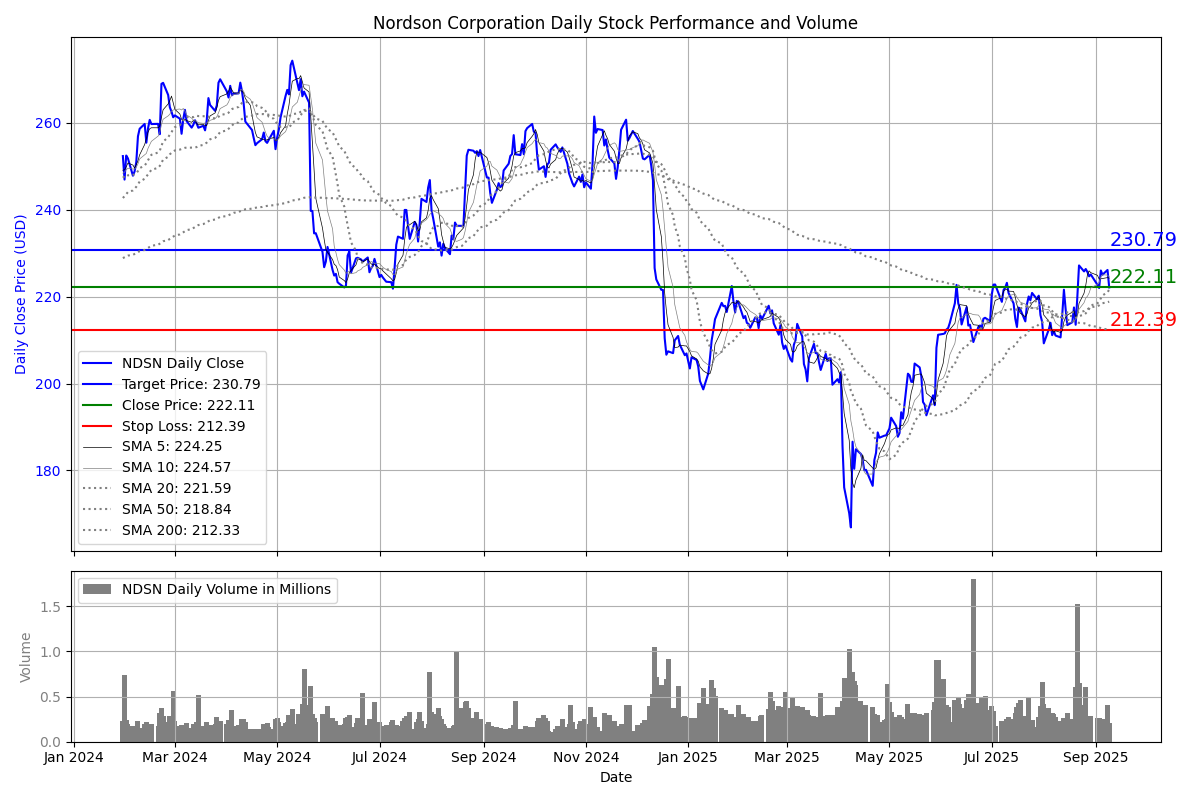 Nordson Corporation Daily Stock Performance and Volume
Daily Close Price (USD)
260
240
220
200
180
230.79
222.11
212.39
NDSN Daily Close
Target Price: 230.79
Close Price: 222.11
Stop Loss: 212.39
SMA 5: 224.25
SMA 10: 224.57
SMA 20: 221.59
SMA 50: 218.84
SMA 200: 212.33
NDSN Daily Volume in Millions
Volume
1.5
1.0
0.5
0.0
Jan 2024
Mar 2024
May 2024
Jul 2024
Sep 2024
Nov 2024
Jan 2025
Mar 2025
May 2025
Jul 2025
Sep 2025
Date